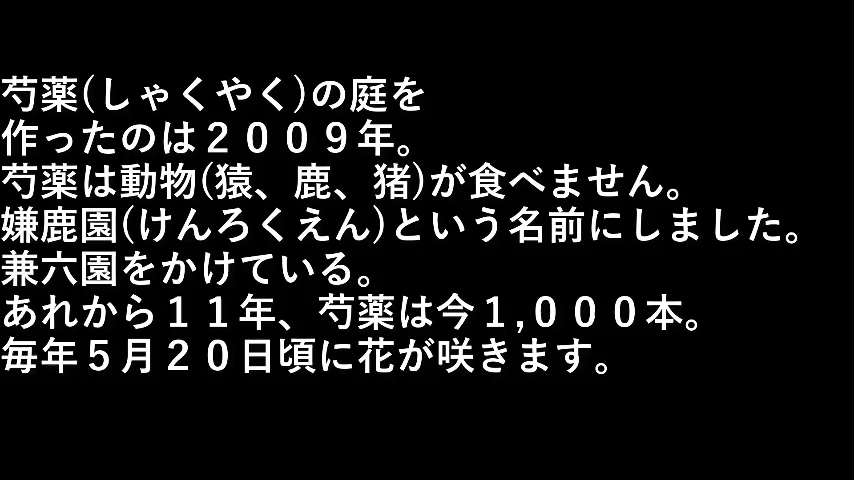 芍薬(しゃくやく)の庭を
作ったのは２００９年。
芍薬は動物(猿、鹿、猪)が食べません。
嫌鹿園(けんろくえん)という名前にしました。
兼六園をかけている。
あれから１１年、芍薬は今１,０００本。
毎年５月２０日頃に花が咲きます。